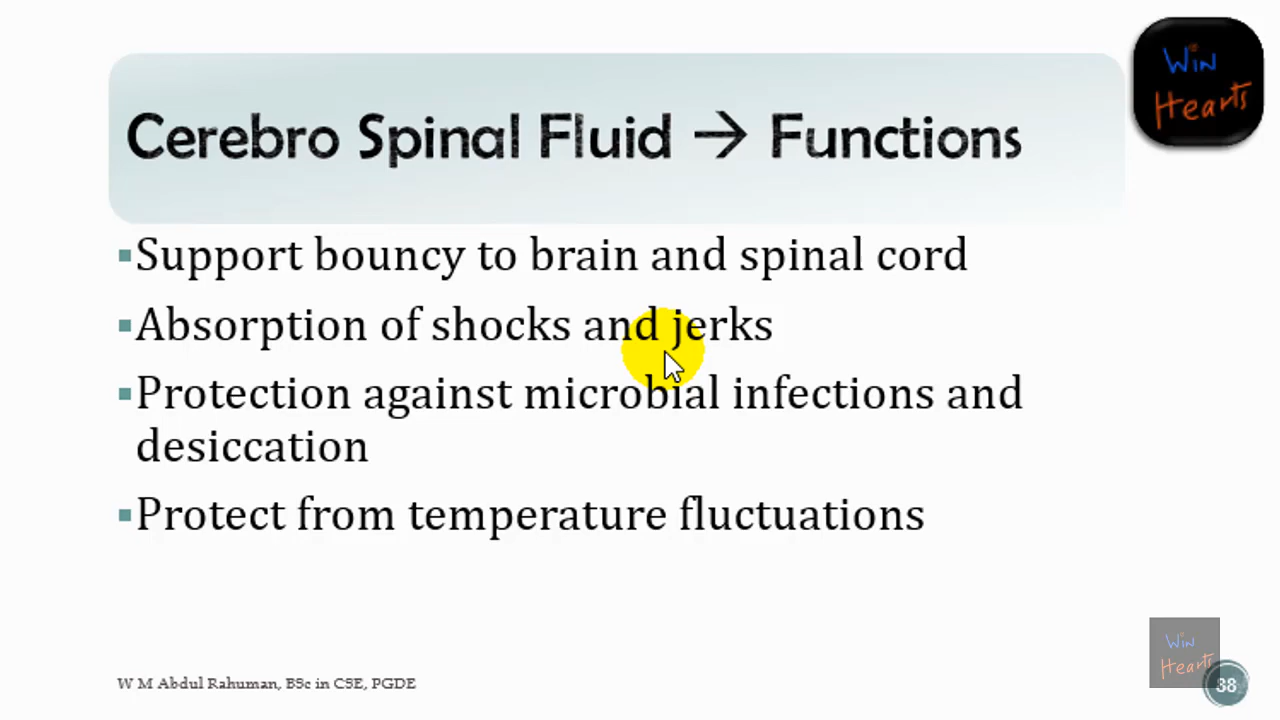 Win
Hearts
Cerebro Spinal Fluid → Functions
▪Support bouncy to brain and spinal cord
▪Absorption of shocks and jerks
▪Protection against microbial infections and
desiccation
▪Protect from temperature fluctuations
Win
Hearts
W M Abdul Rahuman, BSc in CSE, PGDE
38